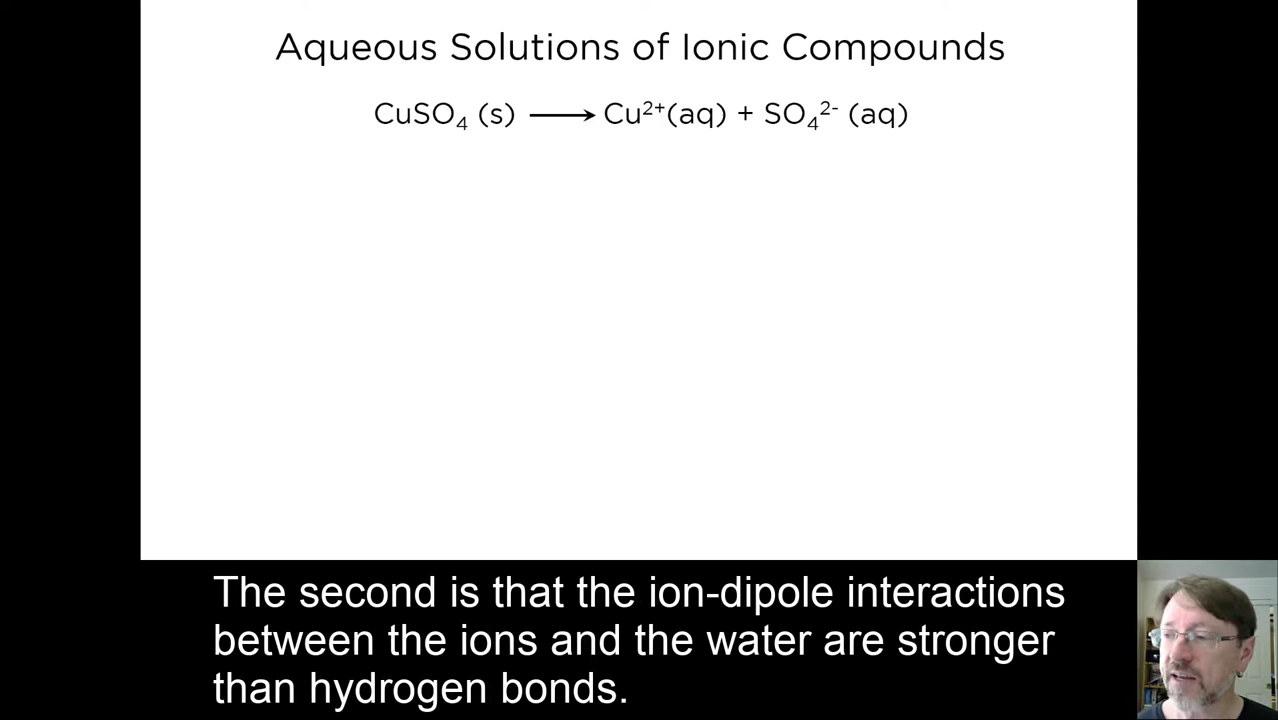 Aqueous Solutions of Ionic Compounds
CuSO₄ (s) ⟶ Cu²⁺(aq) + SO₄²⁻ (aq)
The second is that the ion-dipole interactions
between the ions and the water are stronger
than hydrogen bonds.